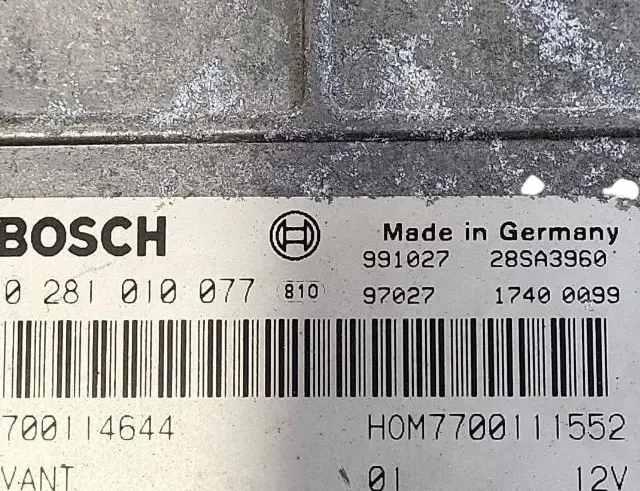 BOSCH Made in Germany
991027 28SA3960
0 281 010 077 810 97027 1740 0099
700114644 HOM7700111552
VANT 01 12V